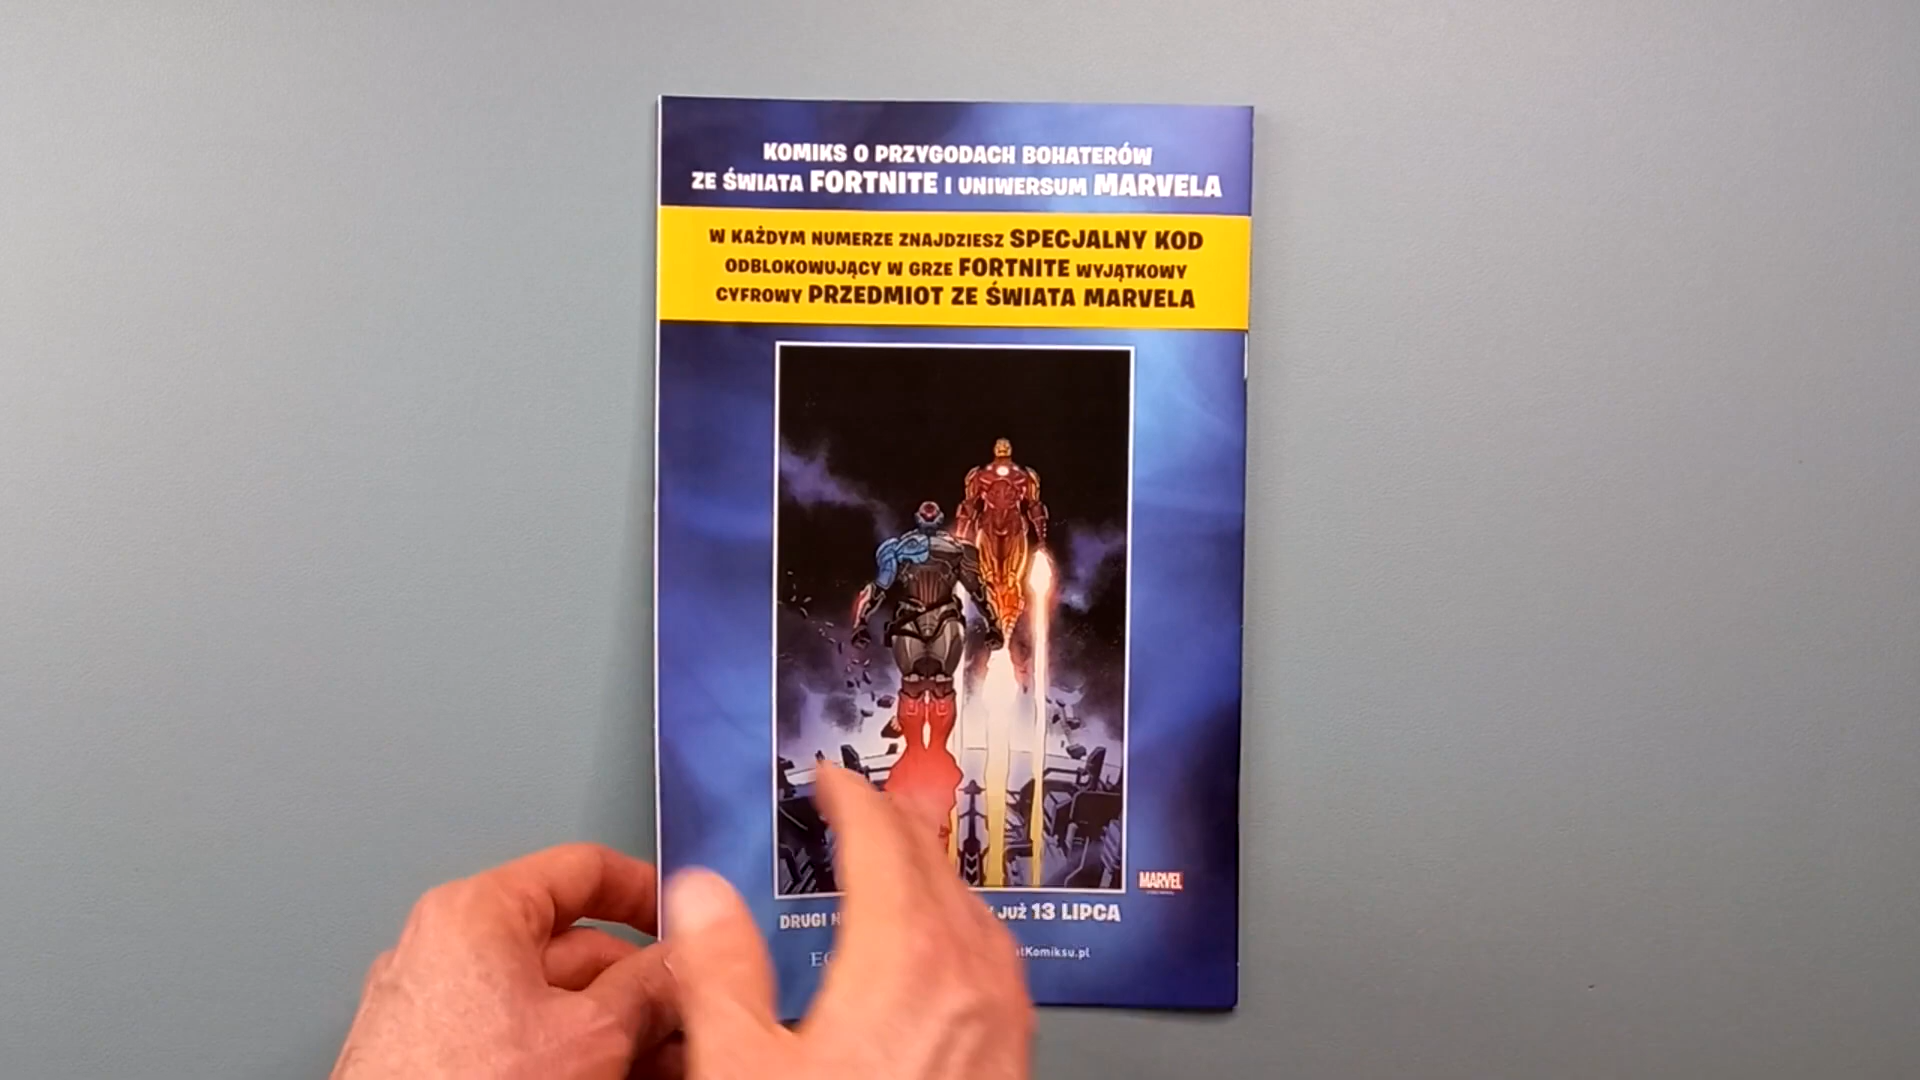 KOMIKS O PRZYGODACH BOHATERÓW
ZE ŚWIATA FORTNITE I UNIWERSUM MARVELA
W KAŻDYM NUMERZE ZNAJDZIESZ SPECJALNY KOD
ODBLOKOWUJĄCY W GRZE FORTNITE WYJĄTKOWY
CYFROWY PRZEDMIOT ZE ŚWIATA MARVELA
MARVEL
DRUGI JUŻ 13 LIPCA